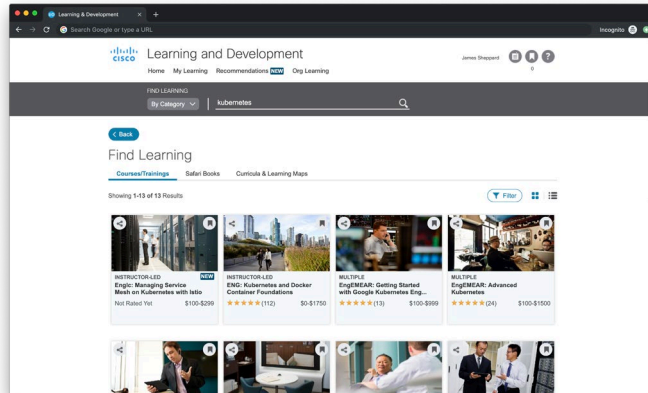 Learning & Development
Search Google or type a URL
Incognito
CISCO
Learning and Development
James Sheppard
0
Home My Learning Recommendations NEW Org Learning
FIND LEARNING
By Category
kubernetes
Back
Find Learning
Courses/Trainings Safari Books Curricula & Learning Maps
Showing 1-13 of 13 Results
Filter
INSTRUCTOR-LED NEW
EngIc: Managing Service
Mesh on Kubernetes with Istio
Not Rated Yet $100-$299
INSTRUCTOR-LED
ENG: Kubernetes and Docker
Container Foundations
(112) $0-$1750
MULTIPLE
EngEMEAR: Getting Started
with Google Kubernetes Eng...
(13) $100-$999
MULTIPLE
EngEMEAR: Advanced
Kubernetes
(24) $100-$1500